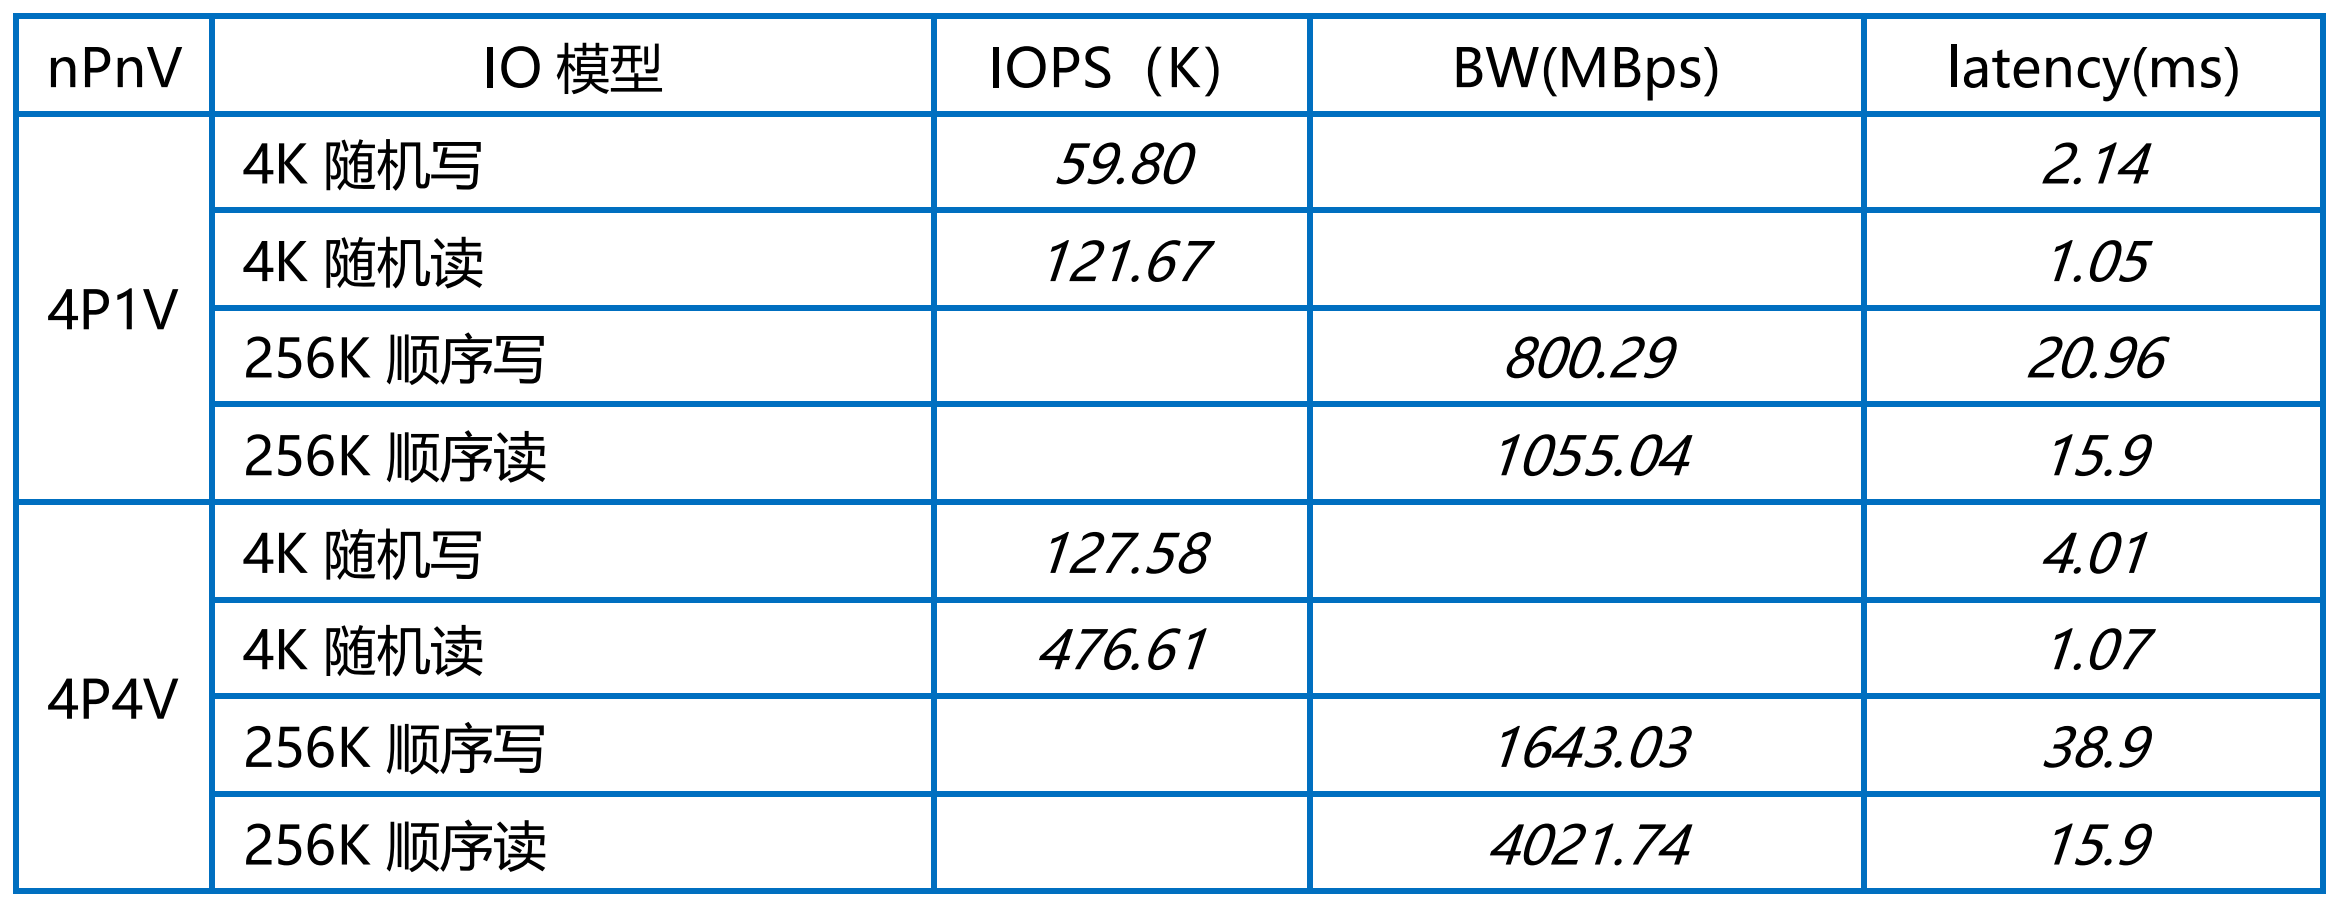 nPnV IO 模型 IOPS（K） BW(MBps) latency(ms)
4P1V
4K 随机写 59.80 2.14
4K 随机读 121.67 1.05
256K 顺序写 800.29 20.96
256K 顺序读 1055.04 15.9
4P4V
4K 随机写 127.58 4.01
4K 随机读 476.61 1.07
256K 顺序写 1643.03 38.9
256K 顺序读 4021.74 15.9